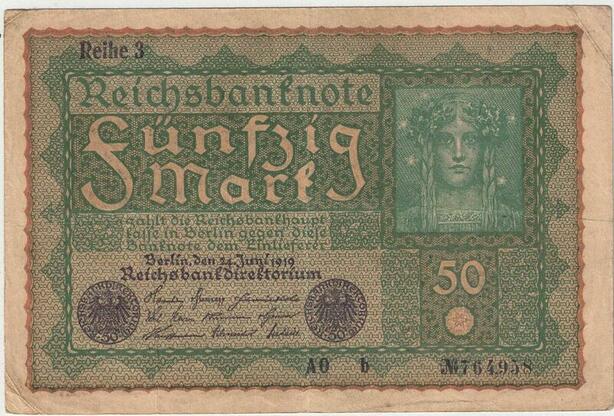 Reihe 3
Reichsbanknote
Fünfzig
Mark
zahlt die Reichsbankhaupt
kasse in Berlin gegen diese
Banknote dem Einlieferer
Berlin, den 24. Juni 1919
Reichsbankdirektorium
50
AO b №764958